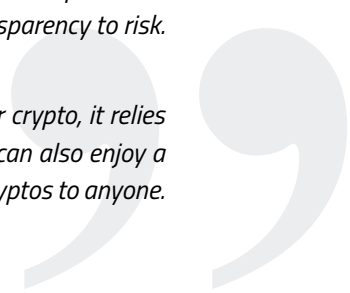 sparency to risk.
r crypto, it relies
can also enjoy a
yptos to anyone.